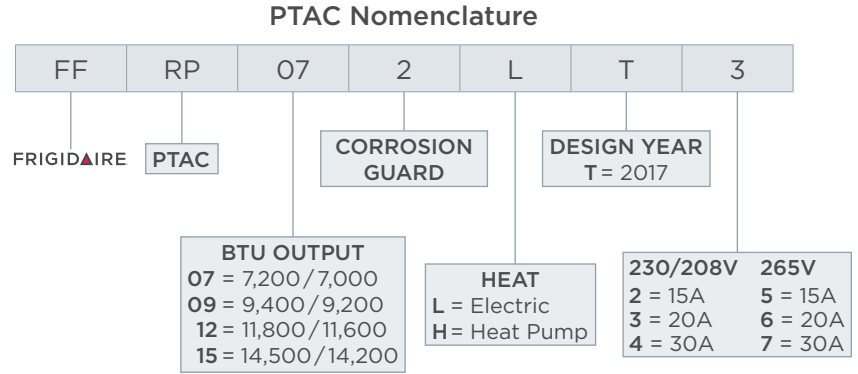 PTAC Nomenclature
FF RP 07 2 L T 3
FRIGIDAIRE
PTAC
CORROSION
GUARD
DESIGN YEAR
T = 2017
BTU OUTPUT
07 = 7,200/7,000
09 = 9,400/9,200
12 = 11,800/11,600
15 = 14,500/14,200
HEAT
L = Electric
H = Heat Pump
230/208V 265V
2 = 15A 5 = 15A
3 = 20A 6 = 20A
4 = 30A 7 = 30A